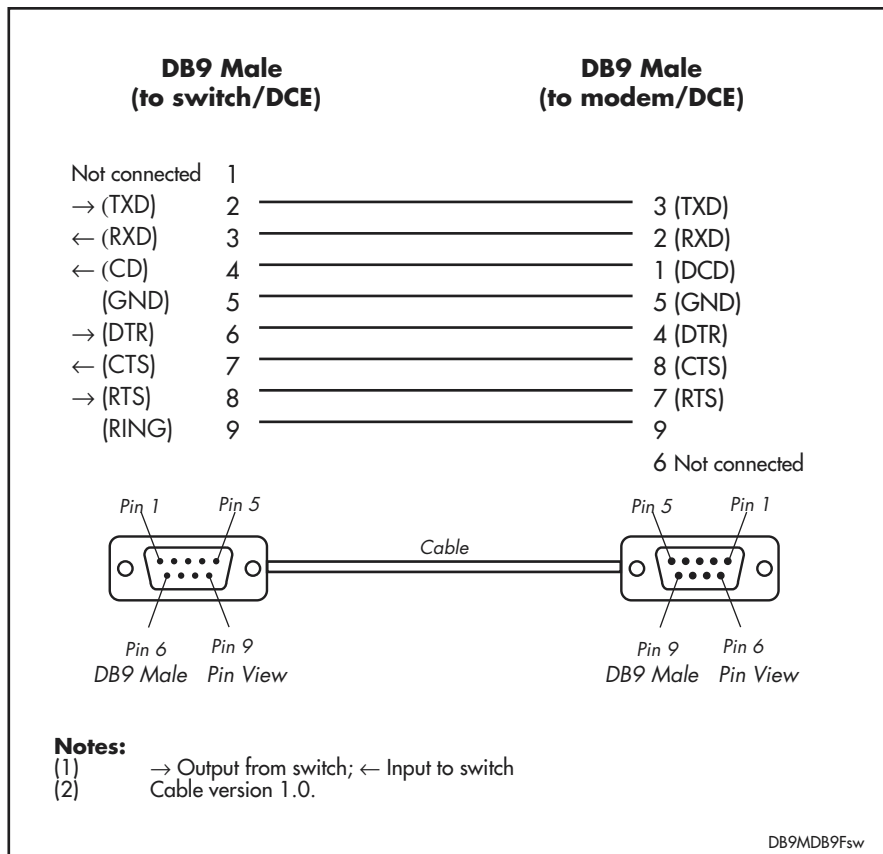 DB9 Male
(to switch/DCE)
DB9 Male
(to modem/DCE)
Not connected 1
→ (TXD) 2 3 (TXD)
← (RXD) 3 2 (RXD)
← (CD) 4 1 (DCD)
(GND) 5 5 (GND)
→ (DTR) 6 4 (DTR)
← (CTS) 7 8 (CTS)
→ (RTS) 8 7 (RTS)
(RING) 9 9
6 Not connected
Pin 1 Pin 5 Pin 5 Pin 1
Cable
Pin 6 Pin 9 Pin 9 Pin 6
DB9 Male Pin View DB9 Male Pin View
Notes:
(1) → Output from switch; ← Input to switch
(2) Cable version 1.0.
DB9MDB9Fsw